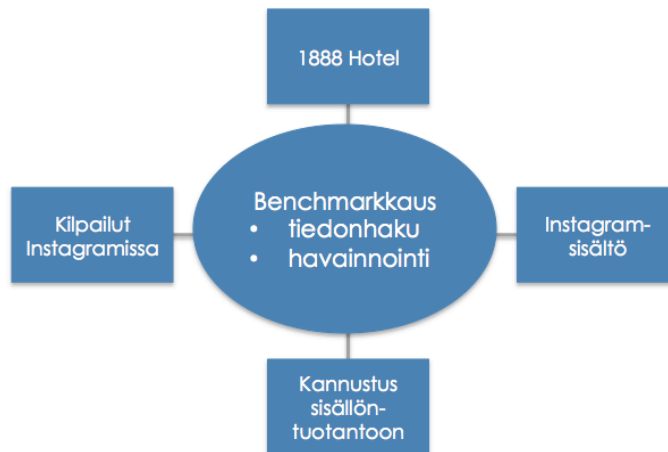 1888 Hotel
Kilpailut
Instagramissa
Benchmarkkaus
• tiedonhaku
• havainnointi
Instagram-
sisältö
Kannustus
sisällön-
tuotantoon